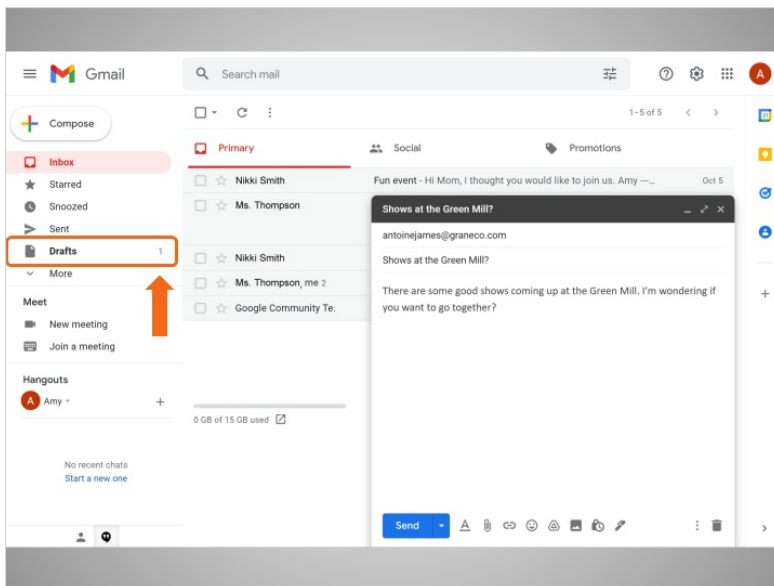 Gmail
Search mail
A
Compose
1–5 of 5
Primary
Social
Promotions
Inbox
Starred
Snoozed
Sent
Drafts 1
More
Nikki Smith Fun event - Hi Mom, I thought you would like to join us. Amy —... Oct 5
Ms. Thompson
Nikki Smith
Ms. Thompson, me 2
Google Community Te.
Shows at the Green Mill?
antoinejames@graneco.com
Shows at the Green Mill?
There are some good shows coming up at the Green Mill. I'm wondering if
you want to go together?
Meet
New meeting
Join a meeting
Hangouts
A Amy
0 GB of 15 GB used
No recent chats
Start a new one
Send